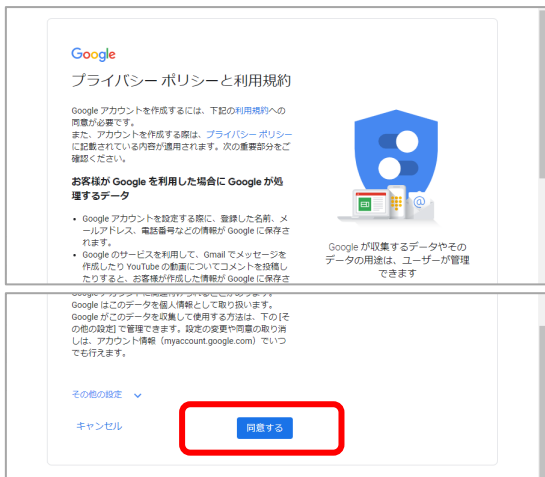 Google
プライバシー ポリシーと利用規約
Google アカウントを作成するには、下記の利用規約への
同意が必要です。
また、アカウントを作成する際は、プライバシー ポリシー
に記載されている内容が適用されます。次の重要部分をご
確認ください。
お客様が Google を利用した場合に Google が処
理するデータ
• Google アカウントを設定する際に、登録した名前、メ
ールアドレス、電話番号などの情報が Google に保存さ
れます。
• Google のサービスを利用して、Gmail でメッセージを
作成したり YouTube の動画についてコメントを投稿し
たりすると、お客様が作成した情報が Google に保存さ
Google が収集するデータやその
データの用途は、ユーザーが管理
できます
Google はこのデータを個人情報として取り扱います。
Google がこのデータを収集して使用する方法は、下の [そ
の他の設定] で管理できます。設定の変更や同意の取り消
しは、アカウント情報（myaccount.google.com）でいつ
でも行えます。
その他の設定
キャンセル
同意する